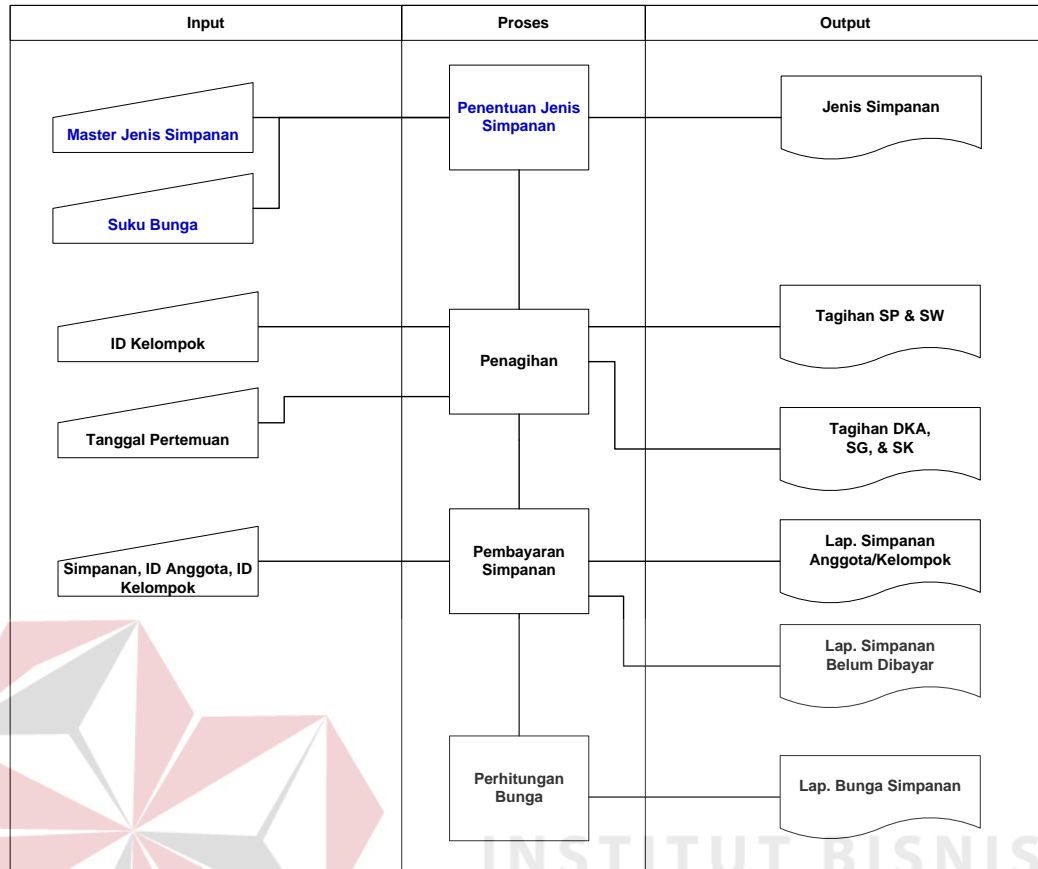 Input
Proses
Output
Master Jenis Simpanan
Penentuan Jenis
Simpanan
Jenis Simpanan
Suku Bunga
ID Kelompok
Penagihan
Tagihan SP & SW
Tanggal Pertemuan
Tagihan DKA,
SG, & SK
Simpanan, ID Anggota, ID
Kelompok
Pembayaran
Simpanan
Lap. Simpanan
Anggota/Kelompok
Lap. Simpanan
Belum Dibayar
Perhitungan
Bunga
Lap. Bunga Simpanan
INSTITUT BISNIS